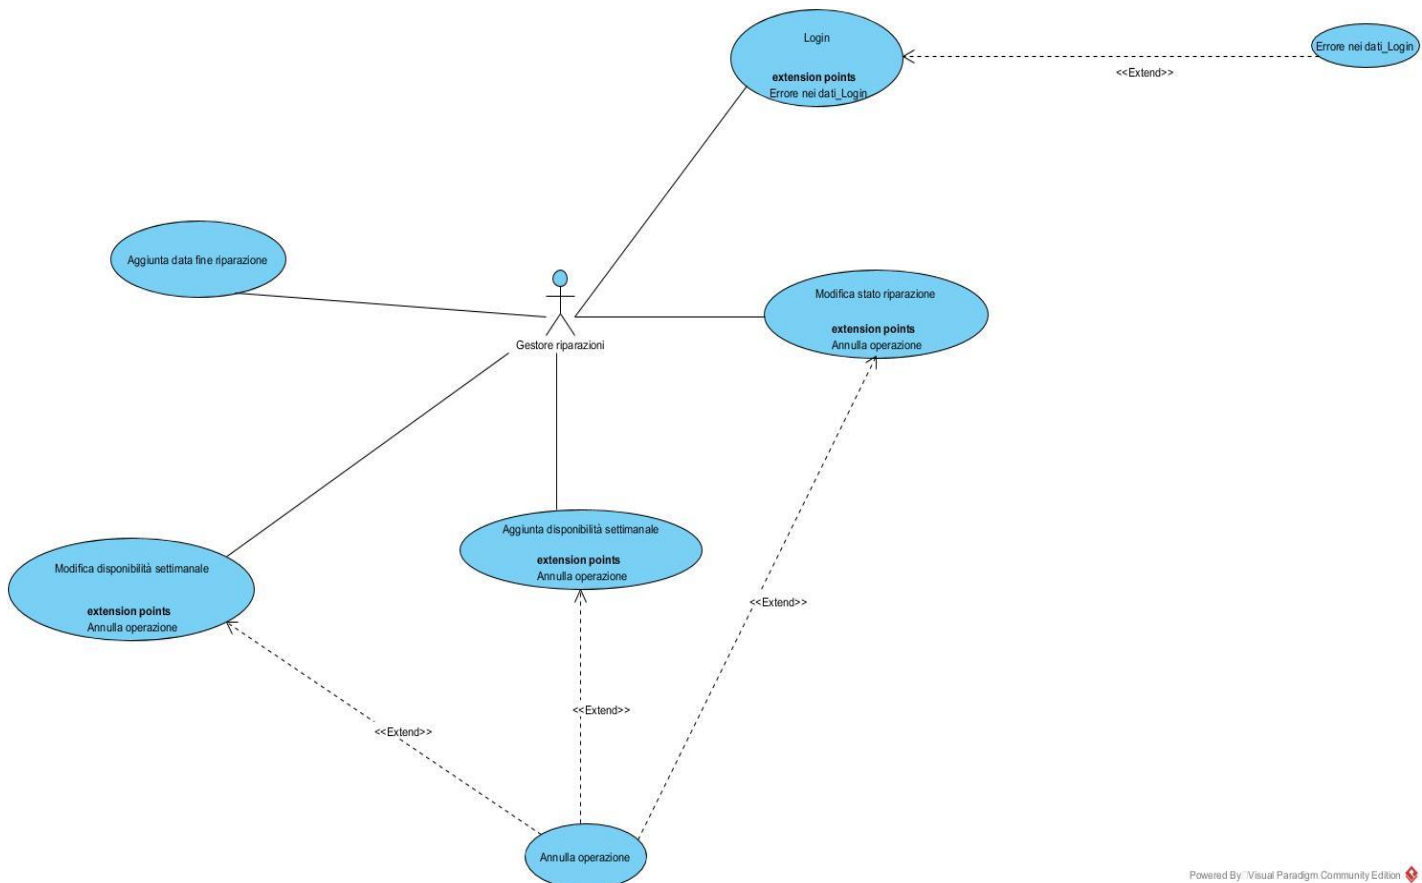 Login
extension points
Errore nei dati_Login
<<Extend>>
Errore nei dati_Login
Aggiunta data fine riparazione
Gestore riparazioni
Modifica stato riparazione
extension points
Annulla operazione
Modifica disponibilità settimanale
extension points
Annulla operazione
Aggiunta disponibilità settimanale
extension points
Annulla operazione
<<Extend>>
<<Extend>>
<<Extend>>
Annulla operazione
Powered By Visual Paradigm Community Edition